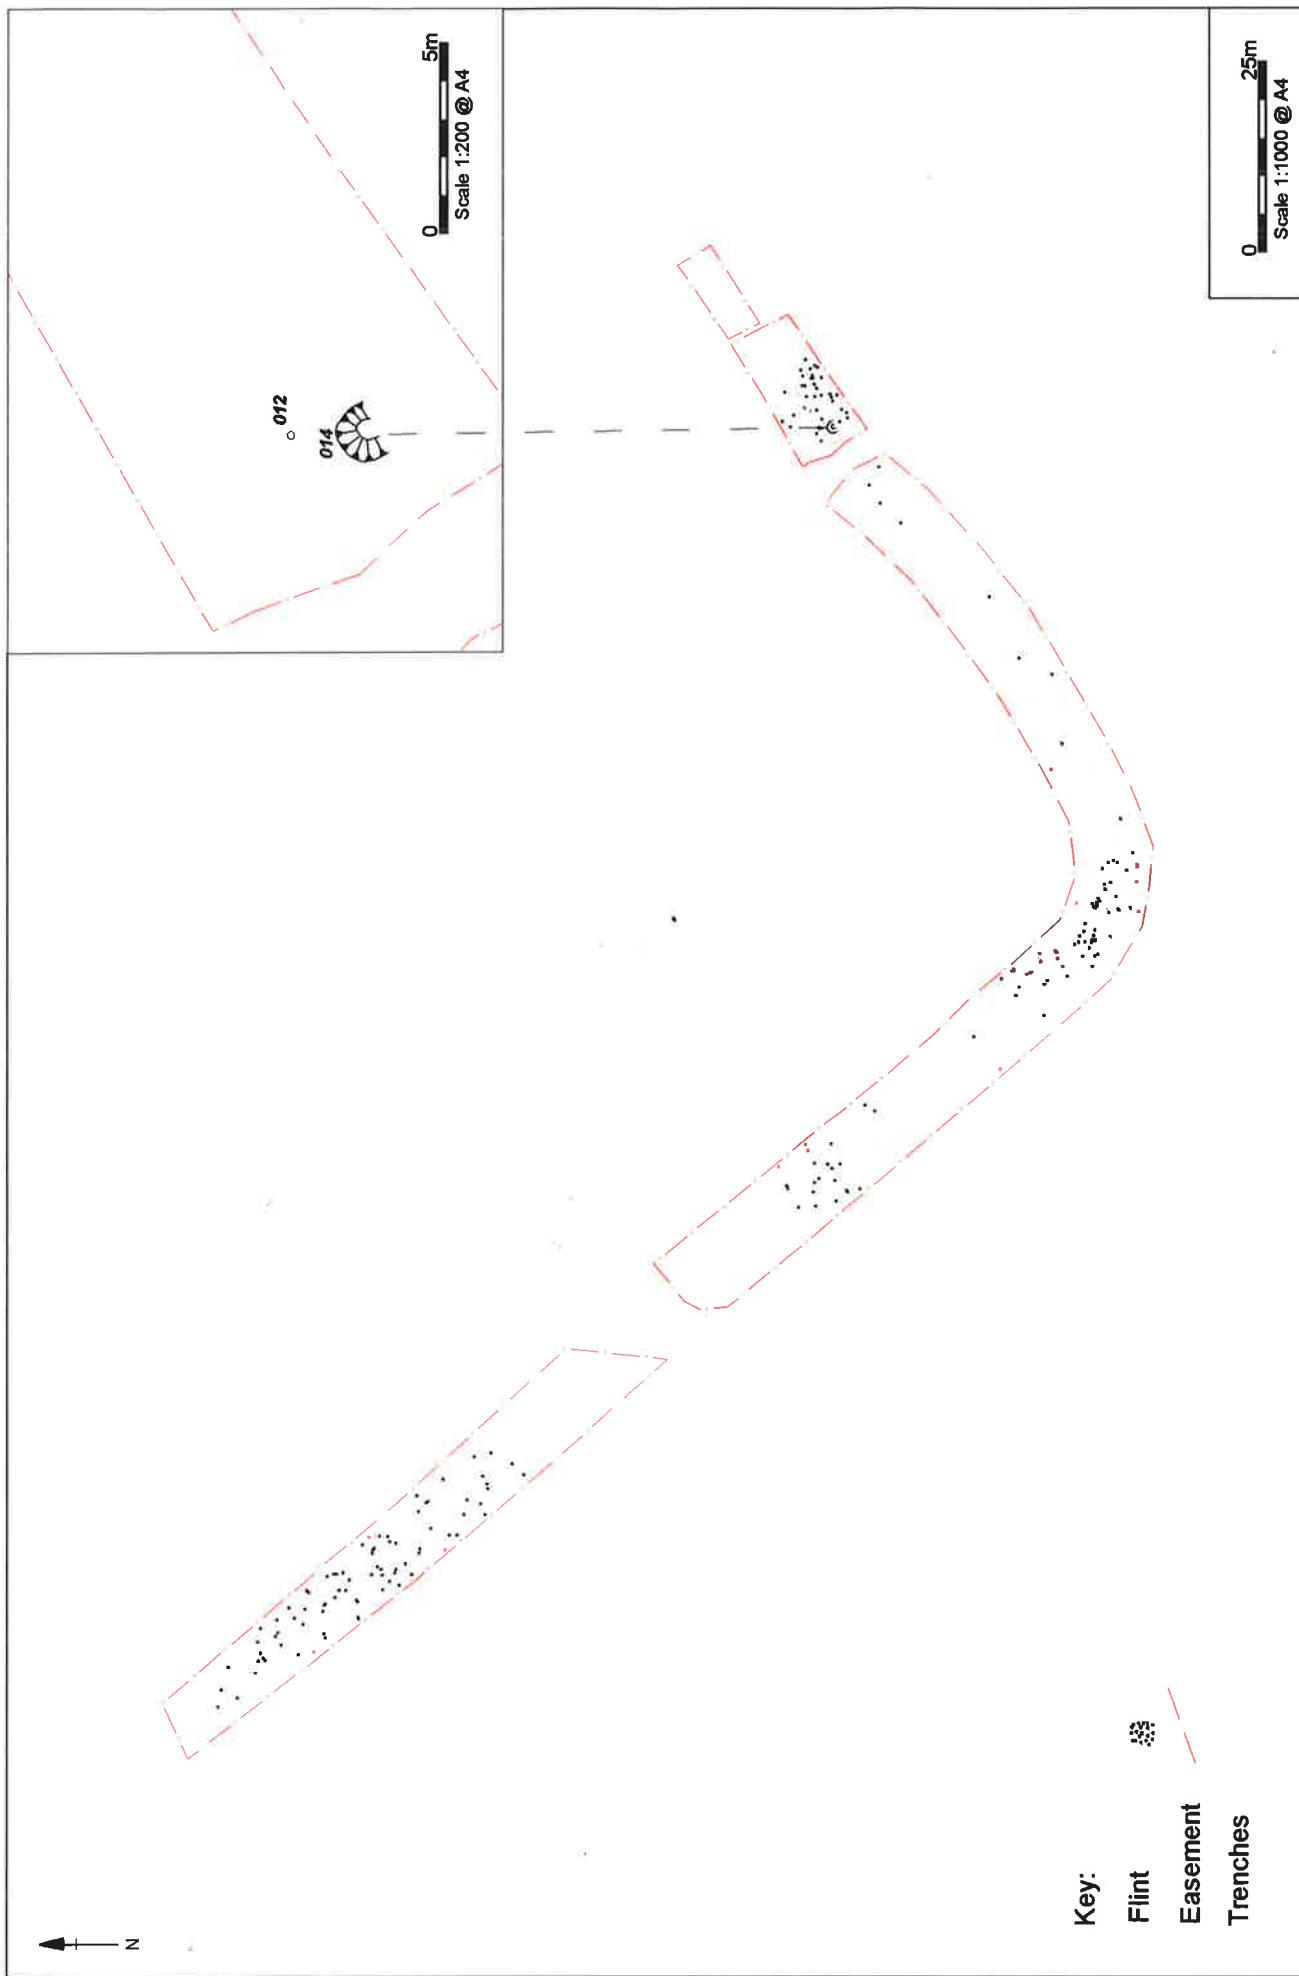 012
014
0 5m
Scale 1:200 @ A4
N
Key:
Flint
Easement
Trenches
0 25m
Scale 1:1000 @ A4